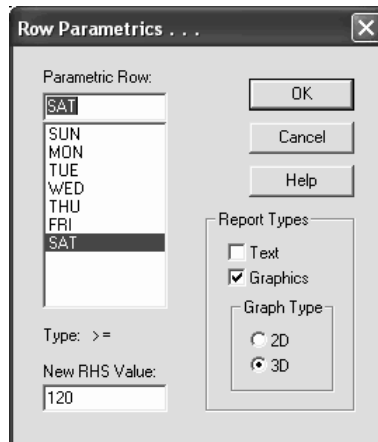 Row Parametrics . . .
Parametric Row:
SAT
SUN
MON
TUE
WED
THU
FRI
SAT
Type: >=
New RHS Value:
120
OK
Cancel
Help
Report Types
Text
Graphics
Graph Type
2D
3D